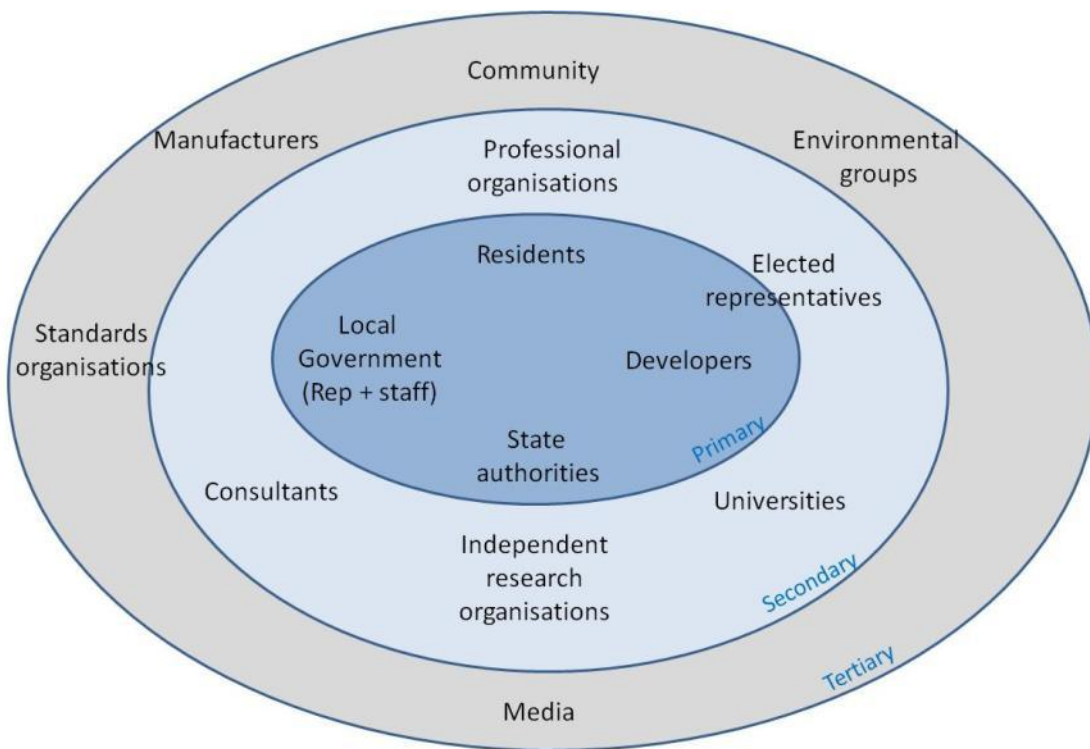 Community
Manufacturers
Environmental
groups
Professional
organisations
Residents
Elected
representatives
Standards
organisations
Local
Government
(Rep + staff)
Developers
State
authorities
Primary
Consultants
Universities
Independent
research
organisations
Secondary
Tertiary
Media